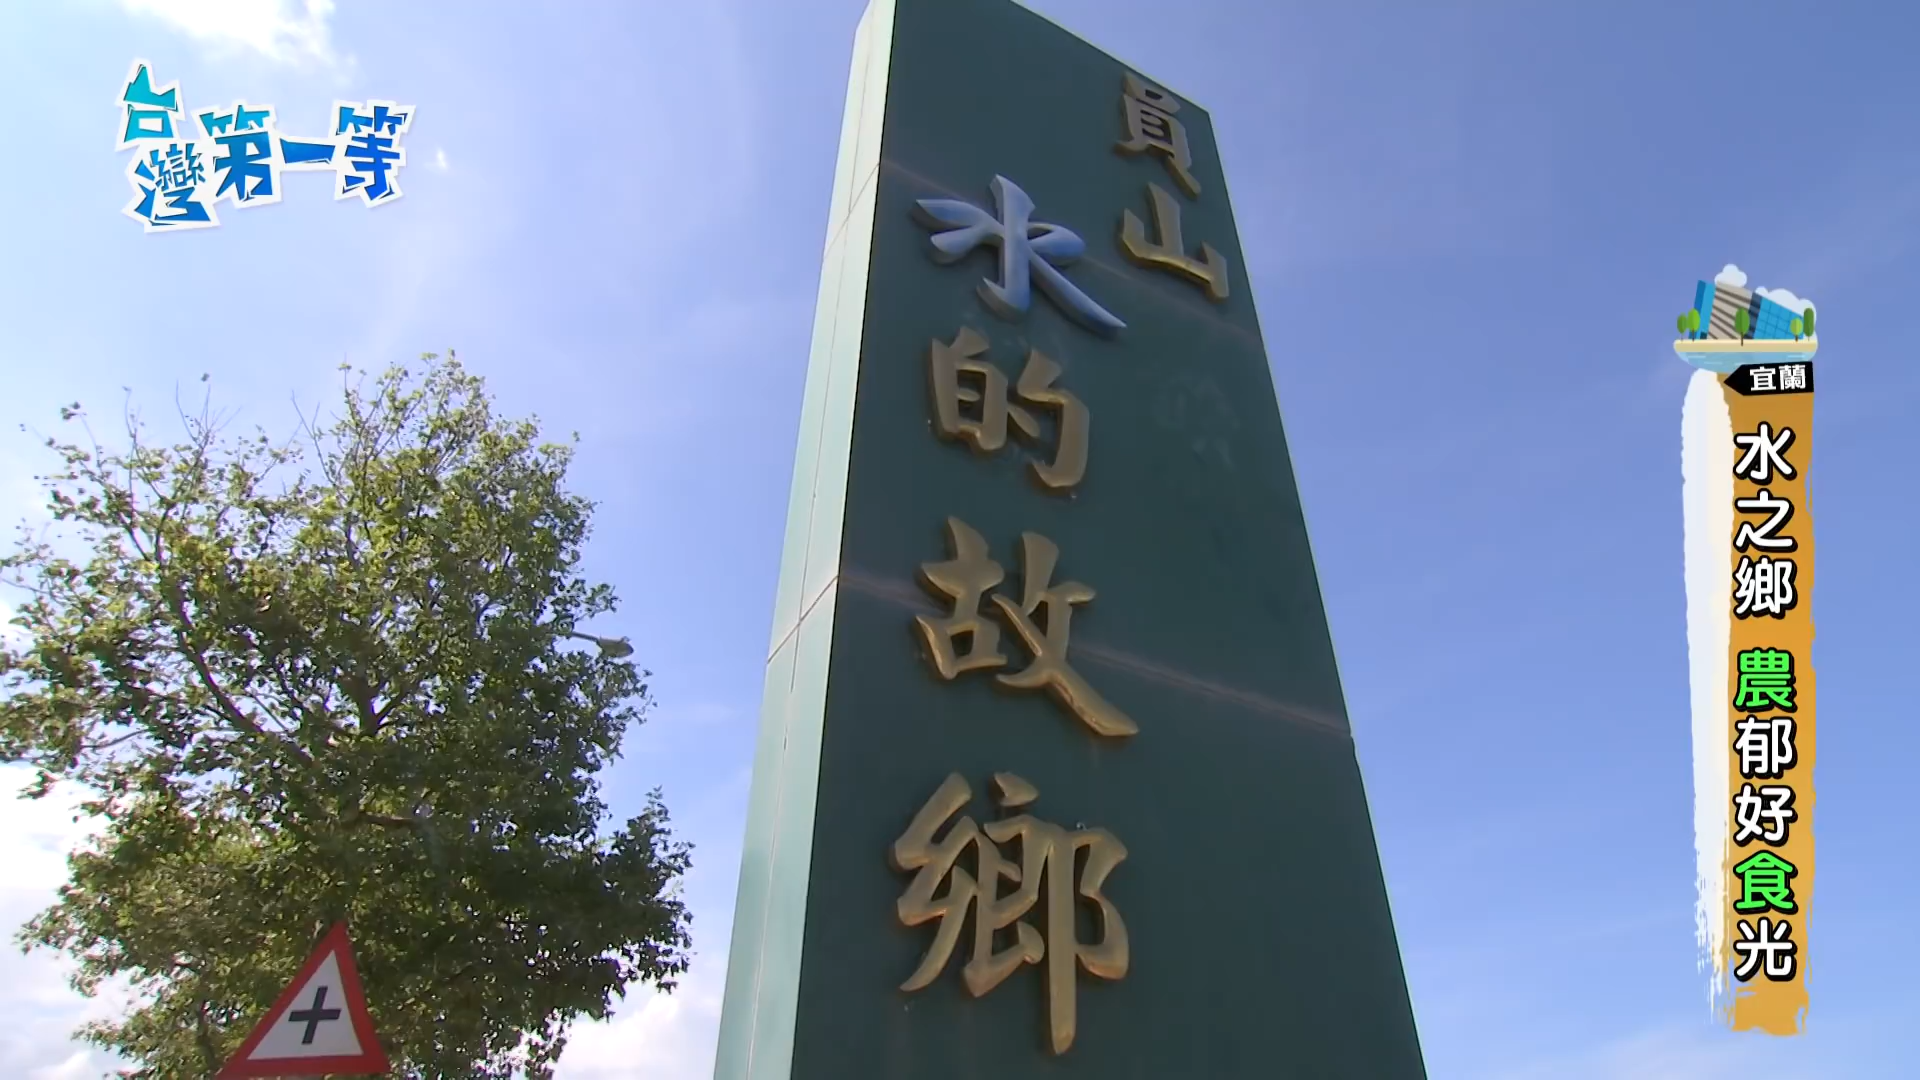 台灣第一等
員山
水的故鄉
宜蘭
水之鄉 農郁好食光